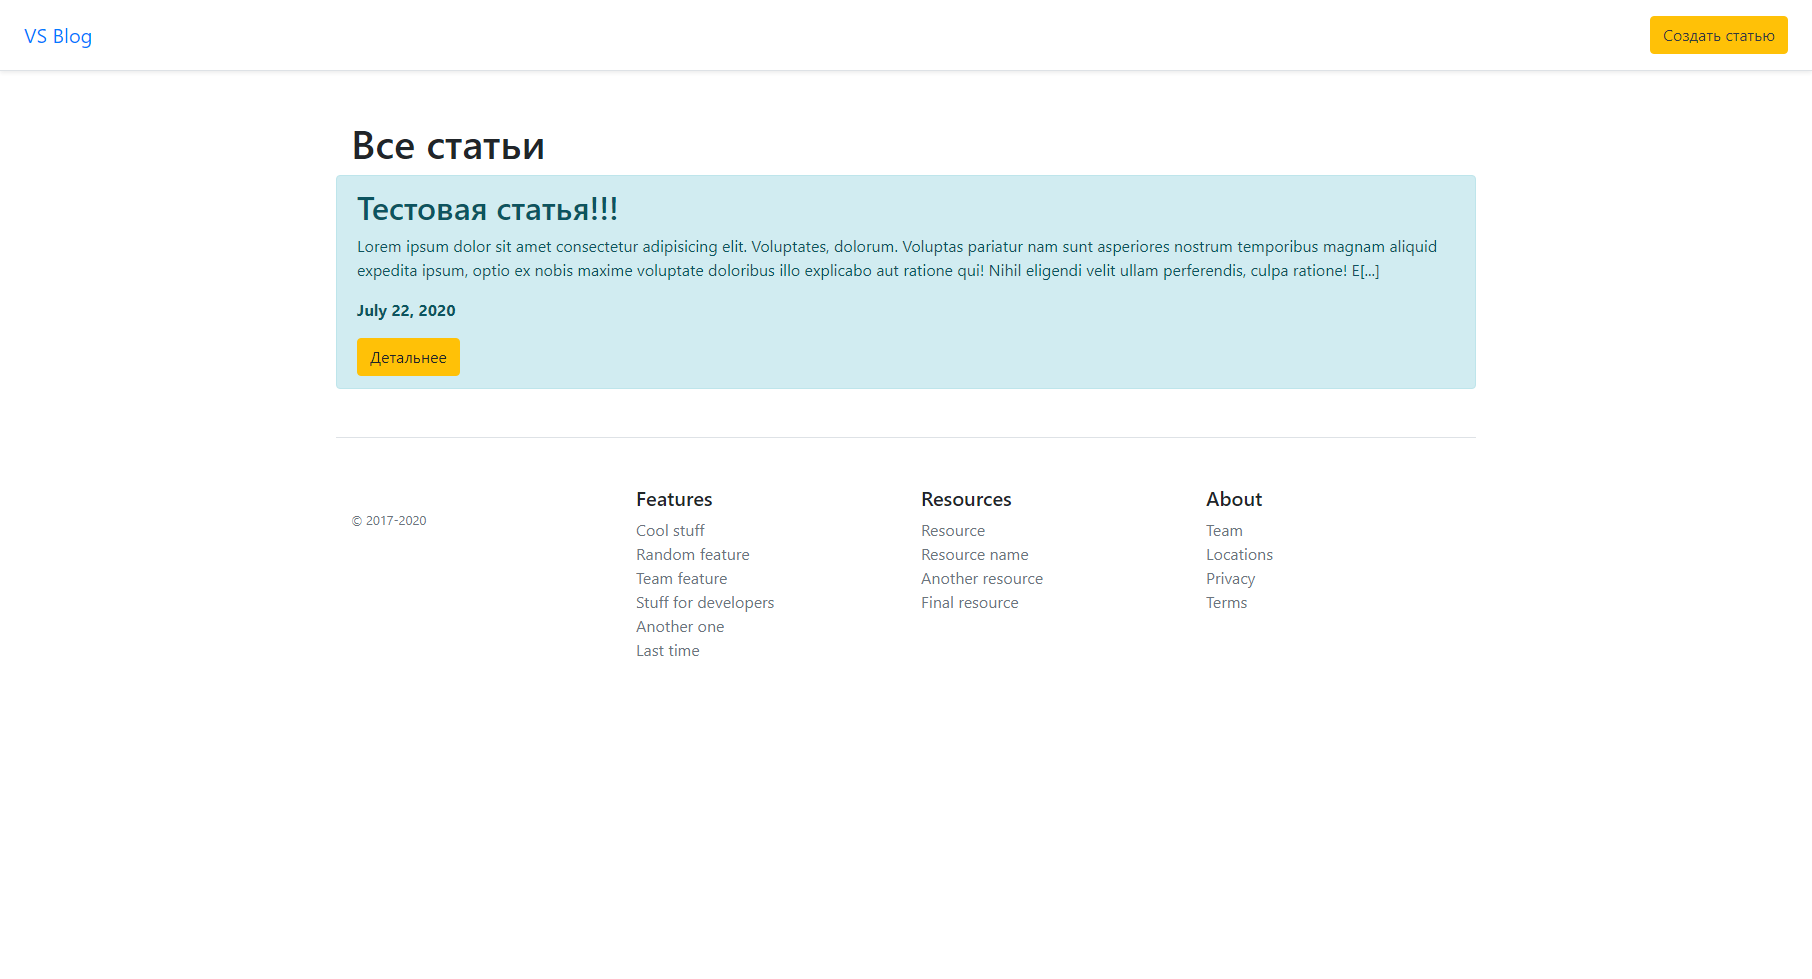 VS Blog
Создать статью
Все статьи
Тестовая статья!!!
Lorem ipsum dolor sit amet consectetur adipisicing elit. Voluptates, dolorum. Voluptas pariatur nam sunt asperiores nostrum temporibus magnam aliquid
expedita ipsum, optio ex nobis maxime voluptate doloribus illo explicabo aut ratione qui! Nihil eligendi velit ullam perferendis, culpa ratione! E[...]
July 22, 2020
Детальнее
© 2017-2020
Features
Cool stuff
Random feature
Team feature
Stuff for developers
Another one
Last time
Resources
Resource
Resource name
Another resource
Final resource
About
Team
Locations
Privacy
Terms